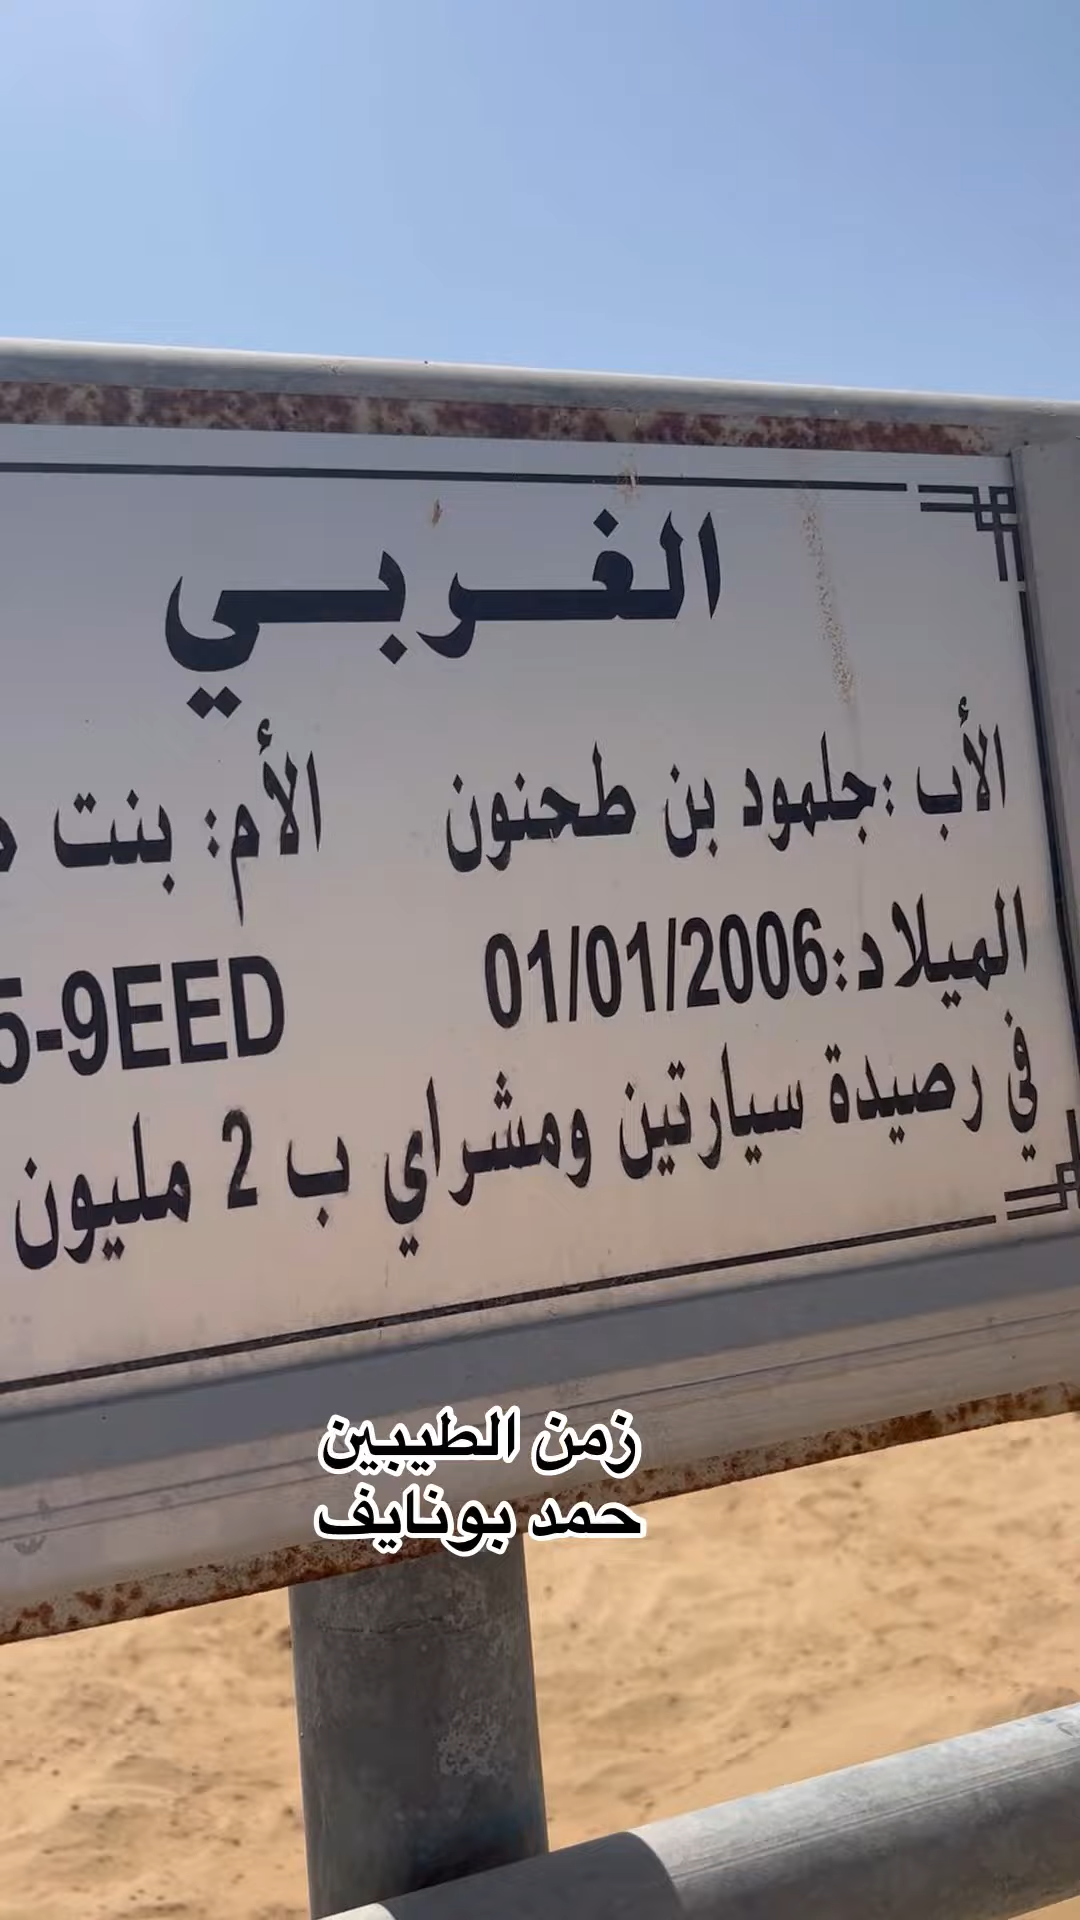 الغربي
الأب :جلمود بن طحنون الأم: بنت
الميلاد:01/01/2006 5-9EED
في رصيدة سيارتين ومشراي ب 2 مليون
زمن الطيبين
حمد بونايف